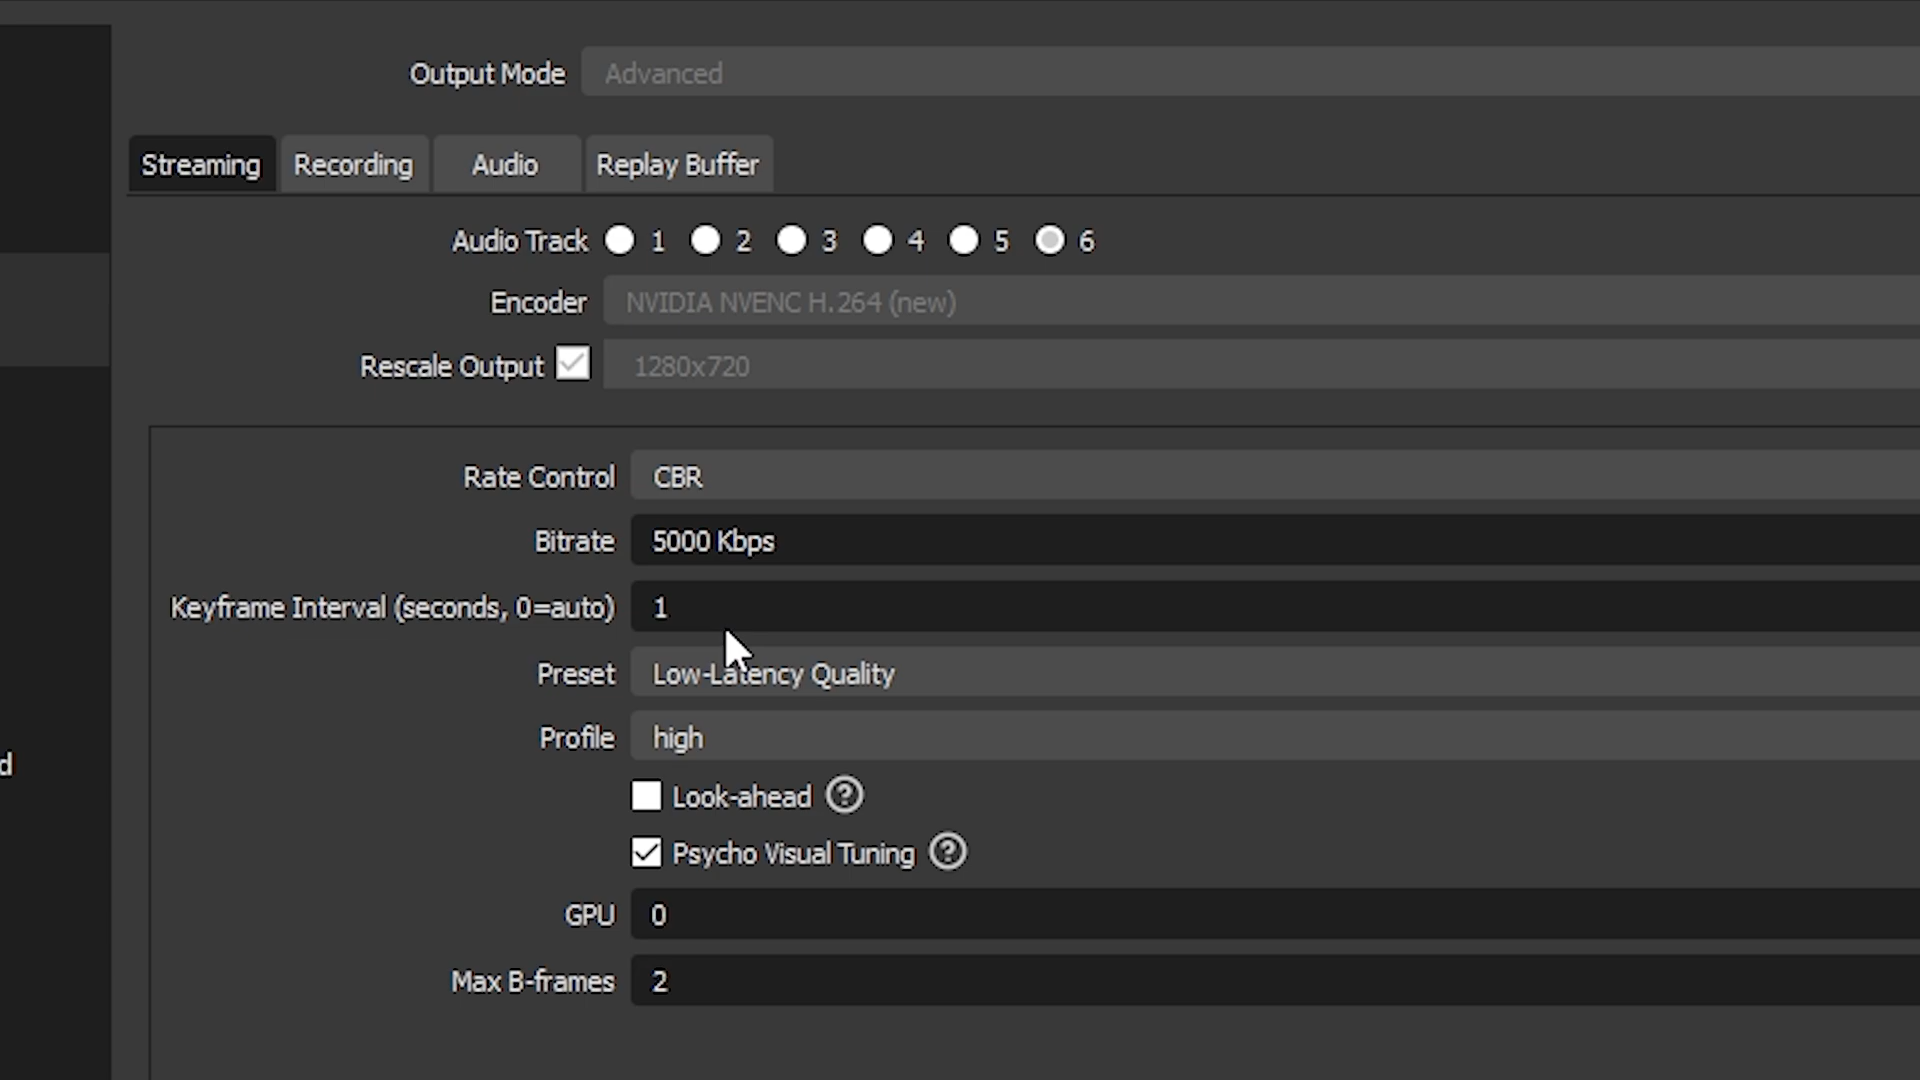 Output Mode Advanced
Streaming Recording Audio Replay Buffer
Audio Track 1 2 3 4 5 6
Encoder NVIDIA NVENC H.264 (new)
Rescale Output 1280x720
Rate Control CBR
Bitrate 5000 Kbps
Keyframe Interval (seconds, 0=auto) 1
Preset Low-Latency Quality
Profile high
d
Look-ahead ?
Psycho Visual Tuning ?
GPU 0
Max B-frames 2